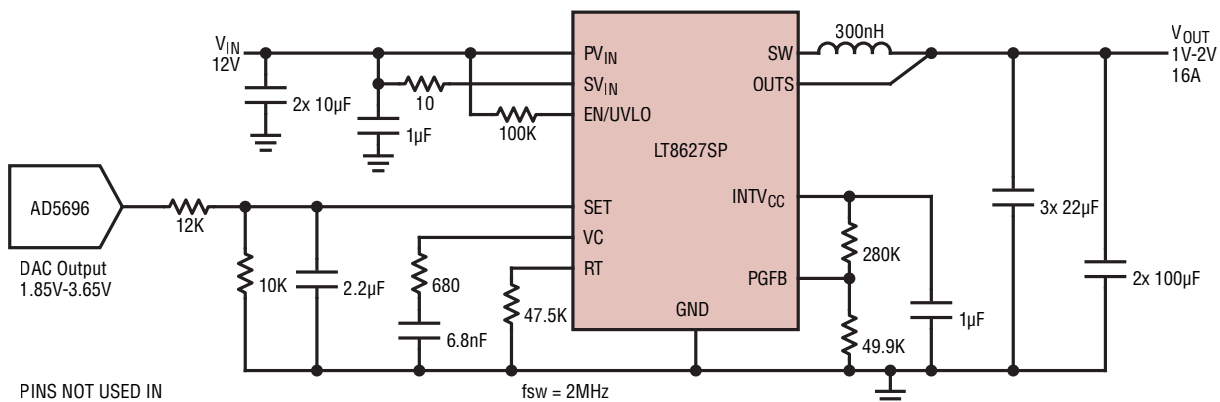 V_IN
12V
2x 10µF
10
1µF
100K
PV_IN
SV_IN
EN/UVLO
LT8627SP
SW
OUTS
300nH
V_OUT
1V-2V
16A
AD5696
DAC Output
1.85V-3.65V
12K
10K
2.2µF
SET
VC
RT
680
6.8nF
47.5K
INTV_CC
PGFB
GND
280K
49.9K
1µF
3x 22µF
2x 100µF
PINS NOT USED IN
fsw = 2MHz